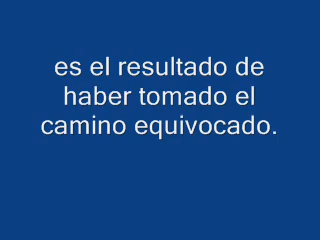 es el resultado de
haber tomado el
camino equivocado.